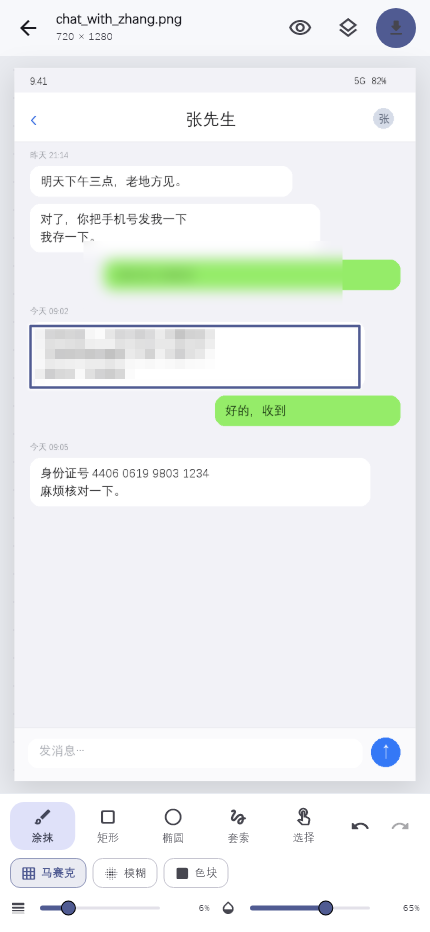 chat_with_zhang.png
720 × 1280
9:41
5G 82%
张先生
张
昨天 21:14
明天下午三点，老地方见。
对了，你把手机号发我一下
我存一下。
今天 09:02
好的，收到
今天 09:05
身份证号 4406 0619 9803 1234
麻烦核对一下。
发消息…
涂抹
矩形
椭圆
套索
选择
马赛克
模糊
色块
6%
65%